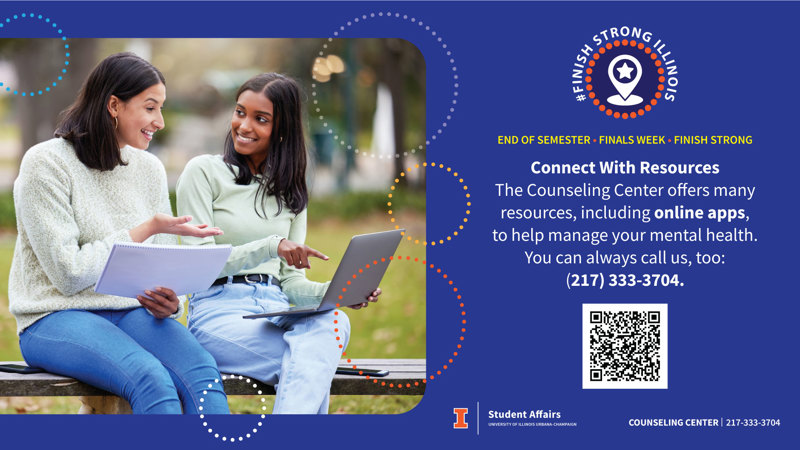 #FINISH STRONG ILLINOIS
END OF SEMESTER • FINALS WEEK • FINISH STRONG
Connect With Resources
The Counseling Center offers many
resources, including online apps,
to help manage your mental health.
You can always call us, too:
(217) 333-3704.
I
Student Affairs
UNIVERSITY OF ILLINOIS URBANA-CHAMPAIGN
COUNSELING CENTER | 217-333-3704